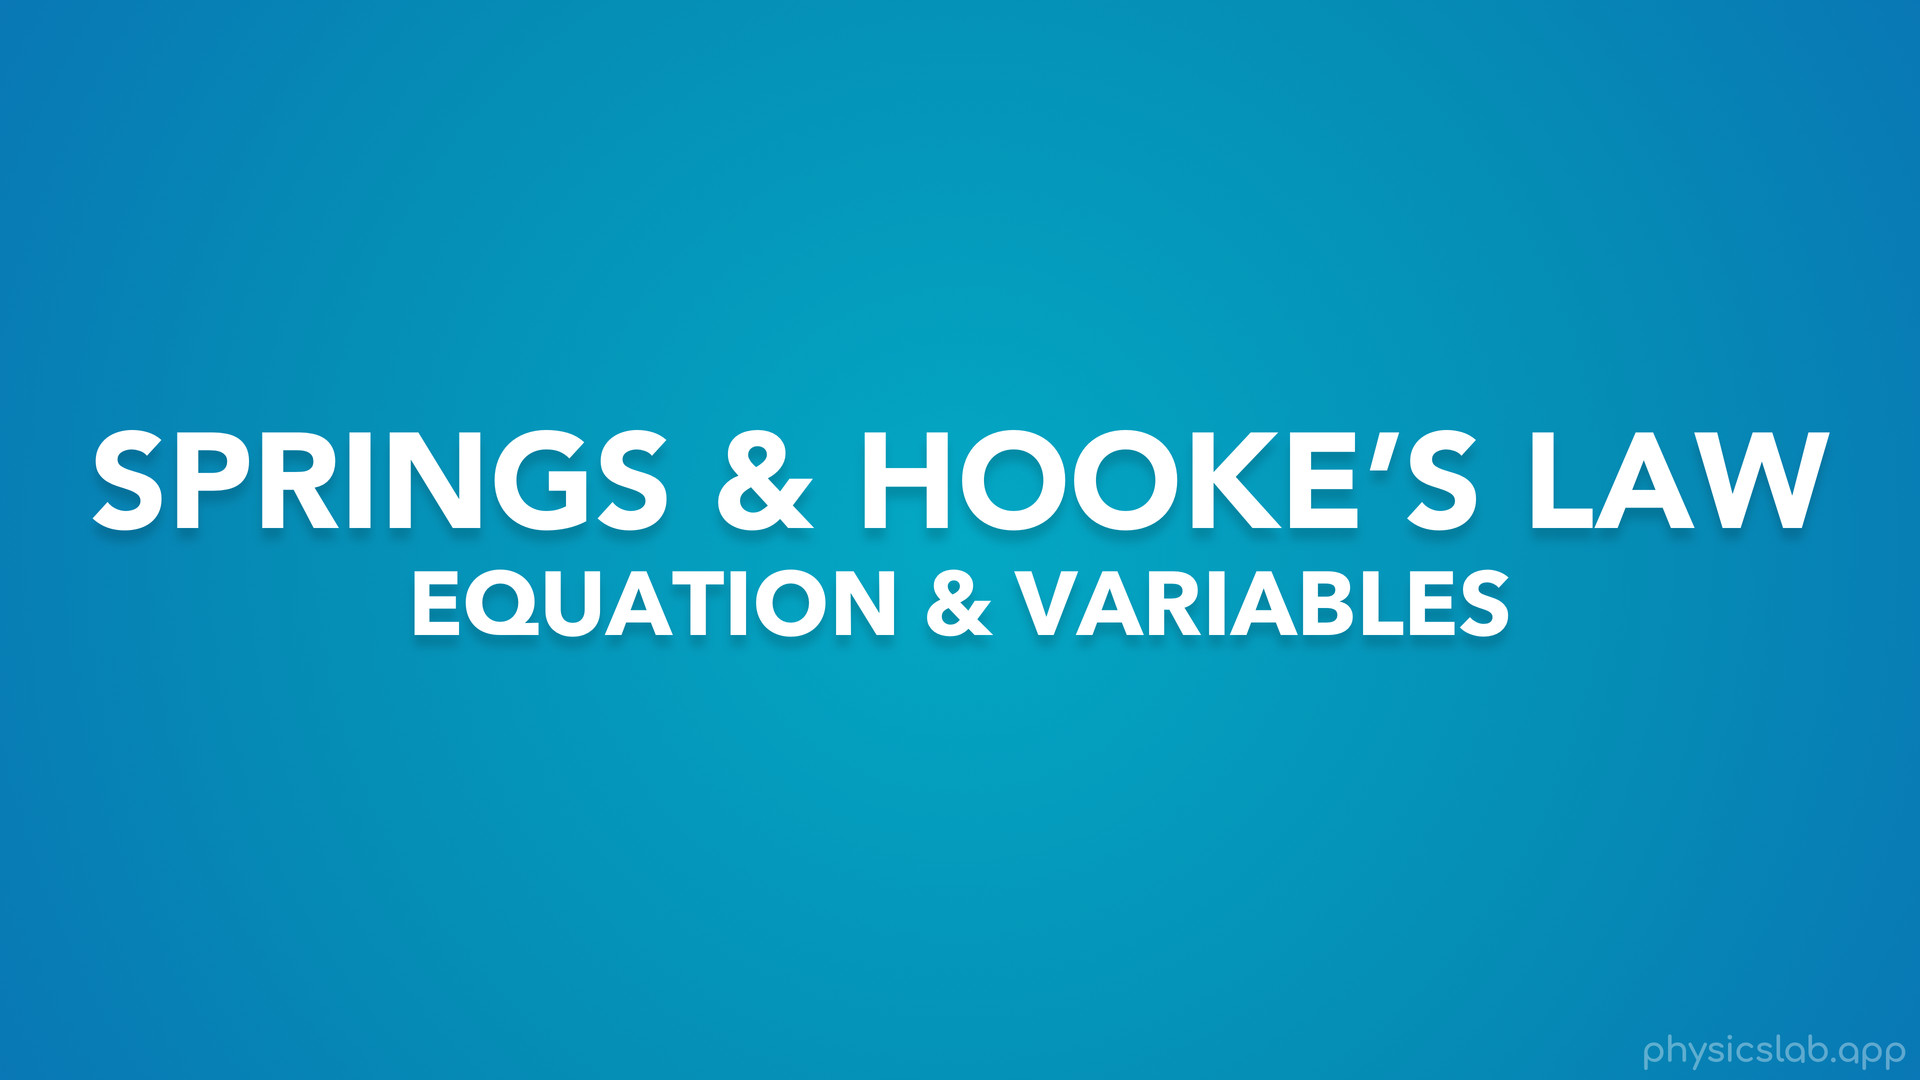 SPRINGS & HOOKE’S LAW
EQUATION & VARIABLES
physicslab.app